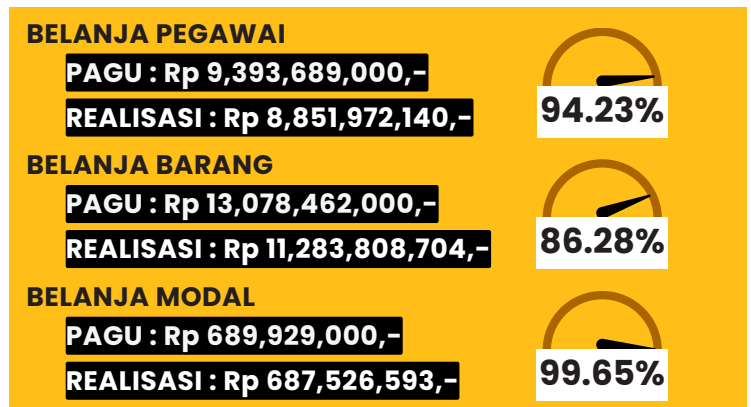 BELANJA PEGAWAI
PAGU : Rp 9,393,689,000,-
REALISASI : Rp 8,851,972,140,-
94.23%
BELANJA BARANG
PAGU : Rp 13,078,462,000,-
REALISASI : Rp 11,283,808,704,-
86.28%
BELANJA MODAL
PAGU : Rp 689,929,000,-
REALISASI : Rp 687,526,593,-
99.65%